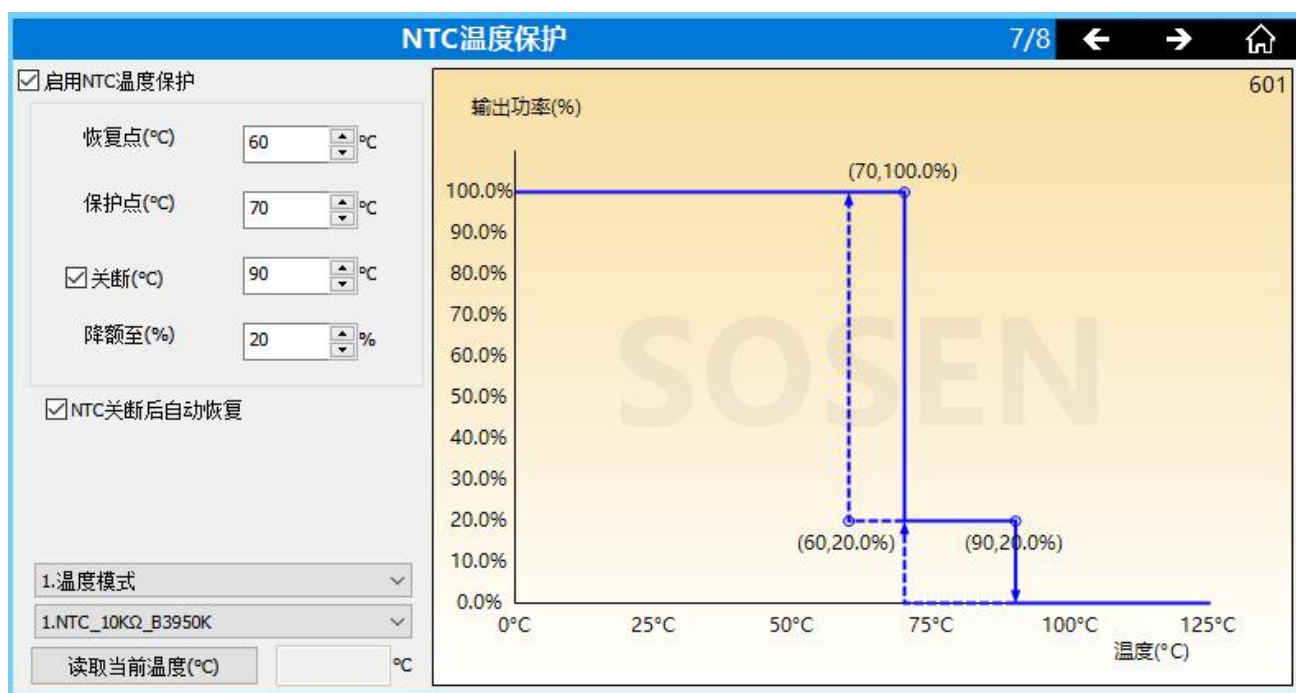 NTC温度保护 7/8
启用NTC温度保护
恢复点(℃) 60 ℃
保护点(℃) 70 ℃
关断(℃) 90 ℃
降额至(%) 20 %
NTC关断后自动恢复
1.温度模式
1.NTC_10KΩ_B3950K
读取当前温度(℃) ℃
601
输出功率(%)
(70,100.0%)
100.0%
90.0%
80.0%
70.0%
60.0%
50.0%
40.0%
30.0%
20.0%
10.0%
0.0%
SOSEN
(60,20.0%) (90,20.0%)
0℃ 25℃ 50℃ 75℃ 100℃ 125℃
温度(℃)